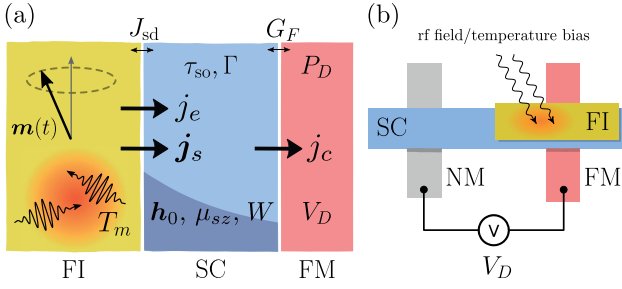 (a)
J_sd
G_F
τ_so, Γ
P_D
m(t)
j_e
j_s
j_c
T_m
h_0, μ_sz, W
V_D
FI
SC
FM
(b)
rf field/temperature bias
SC
FI
NM
FM
V
V_D